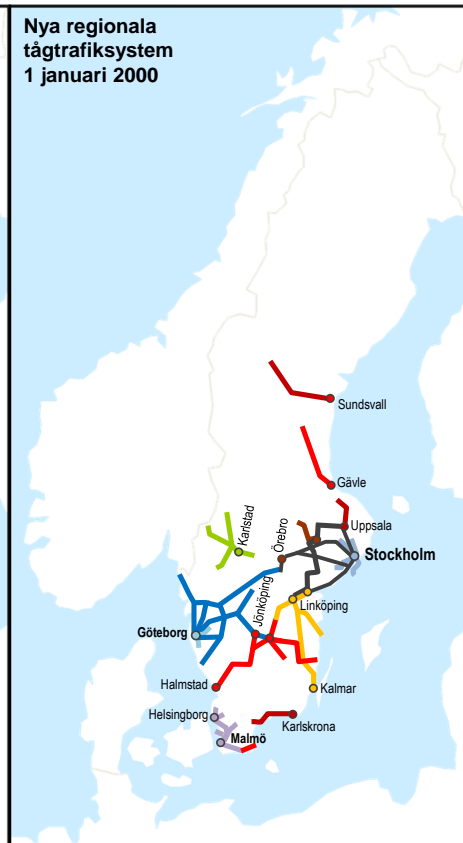 Nya regionala
tågtrafiksystem
1 januari 2000
Sundsvall
Gävle
Uppsala
Karlstad
Örebro
Stockholm
Jönköping
Linköping
Göteborg
Halmstad
Kalmar
Helsingborg
Karlskrona
Malmö